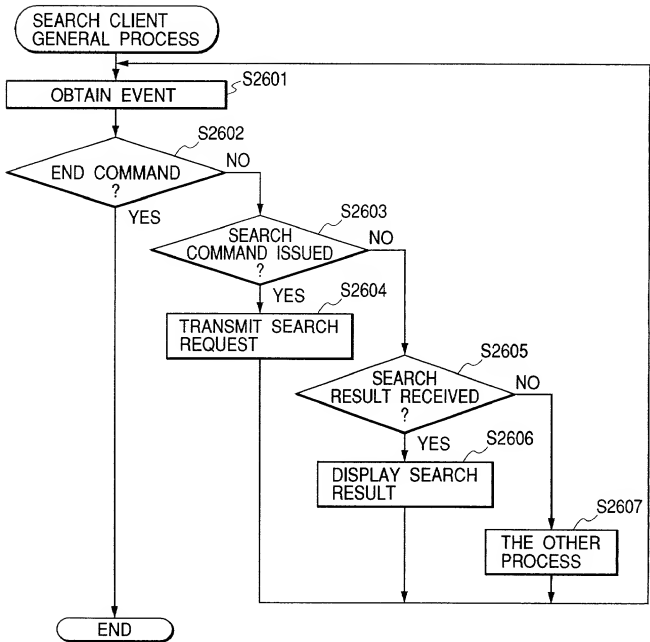 SEARCH CLIENT
GENERAL PROCESS
S2601
OBTAIN EVENT
S2602
END COMMAND
?
NO
YES
S2603
SEARCH
COMMAND ISSUED
?
NO
YES
S2604
TRANSMIT SEARCH
REQUEST
S2605
SEARCH
RESULT RECEIVED
?
NO
YES
S2606
DISPLAY SEARCH
RESULT
S2607
THE OTHER
PROCESS
END